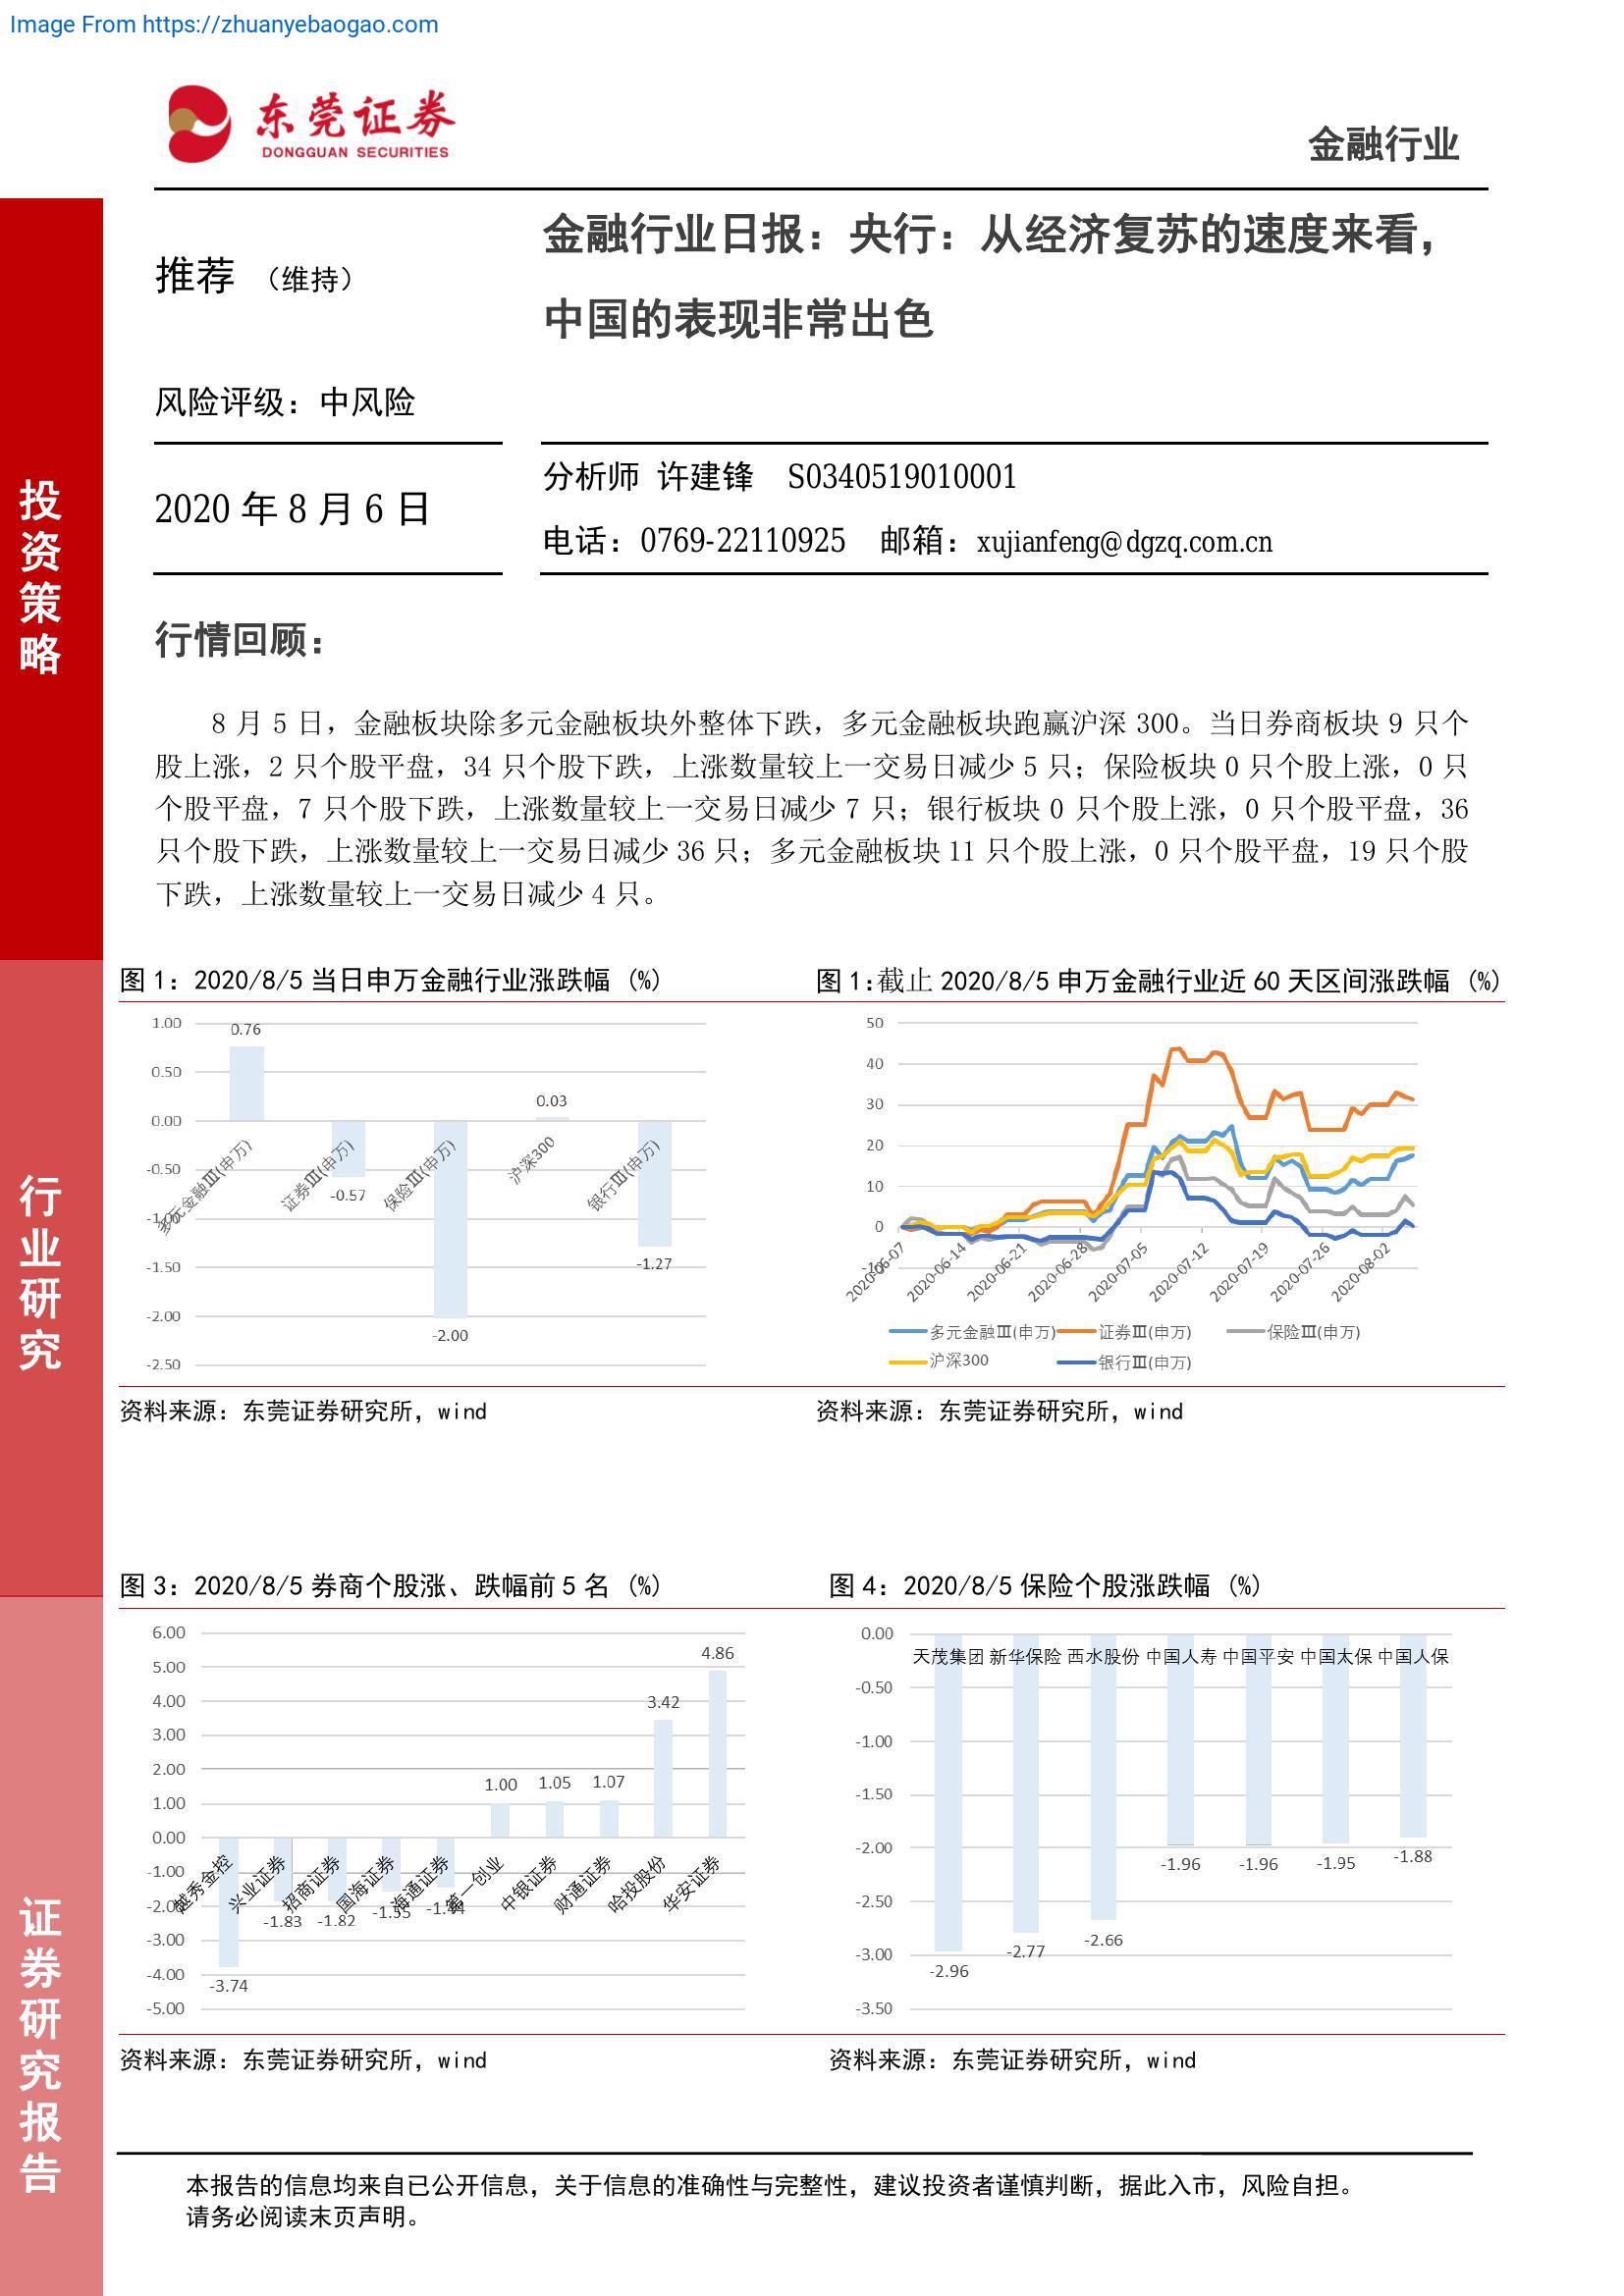 Image From https://zhuanyebaogao.com
东莞证券
DONGGUAN SECURITIES
金融行业
推荐 （维持）
金融行业日报：央行：从经济复苏的速度来看，
中国的表现非常出色
风险评级：中风险
2020 年 8 月 6 日
分析师 许建锋 S0340519010001
电话：0769-22110925 邮箱：xujianfeng@dgzq.com.cn
投资策略
行业研究
证券研究报告
行情回顾：
8 月 5 日，金融板块除多元金融板块外整体下跌，多元金融板块跑赢沪深 300。当日券商板块 9 只个
股上涨，2 只个股平盘，34 只个股下跌，上涨数量较上一交易日减少 5 只；保险板块 0 只个股上涨，0 只
个股平盘，7 只个股下跌，上涨数量较上一交易日减少 7 只；银行板块 0 只个股上涨，0 只个股平盘，36
只个股下跌，上涨数量较上一交易日减少 36 只；多元金融板块 11 只个股上涨，0 只个股平盘，19 只个股
下跌，上涨数量较上一交易日减少 4 只。
图 1：2020/8/5 当日申万金融行业涨跌幅（%）
1.00
0.50
0.00
-0.50
-1.00
-1.50
-2.00
-2.50
0.76
-0.57
-2.00
0.03
-1.27
多元金融Ⅲ(申万)
证券Ⅲ(申万)
保险Ⅲ(申万)
沪深300
银行Ⅲ(申万)
资料来源：东莞证券研究所，wind
图 1:截止 2020/8/5 申万金融行业近 60 天区间涨跌幅（%）
50
40
30
20
10
0
-10
2020-06-07
2020-06-14
2020-06-21
2020-06-28
2020-07-05
2020-07-12
2020-07-19
2020-07-26
2020-08-02
多元金融Ⅲ(申万)
证券Ⅲ(申万)
保险Ⅲ(申万)
沪深300
银行Ⅲ(申万)
资料来源：东莞证券研究所，wind
图 3：2020/8/5 券商个股涨、跌幅前 5 名（%）
6.00
5.00
4.00
3.00
2.00
1.00
0.00
-1.00
-2.00
-3.00
-4.00
-5.00
-3.74
-1.83
-1.82
-1.55
-1.44
1.00
1.05
1.07
3.42
4.86
越秀金控
兴业证券
招商证券
国海证券
海通证券
第一创业
中银证券
财通证券
哈投股份
华安证券
资料来源：东莞证券研究所，wind
图 4：2020/8/5 保险个股涨跌幅（%）
0.00
-0.50
-1.00
-1.50
-2.00
-2.50
-3.00
-3.50
天茂集团 新华保险 西水股份 中国人寿 中国平安 中国太保 中国人保
-2.96
-2.77
-2.66
-1.96
-1.96
-1.95
-1.88
资料来源：东莞证券研究所，wind
本报告的信息均来自已公开信息，关于信息的准确性与完整性，建议投资者谨慎判断，据此入市，风险自担。
请务必阅读末页声明。